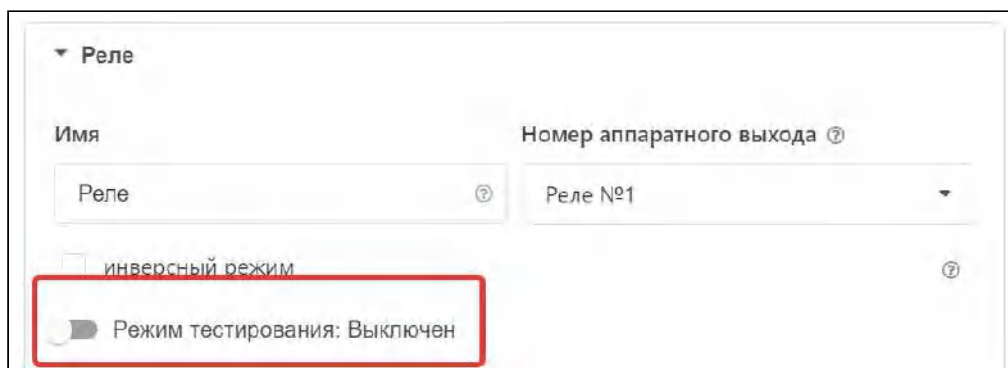 Реле
Имя
Номер аппаратного выхода
Реле
Реле №1
инверсный режим
Режим тестирования: Выключен